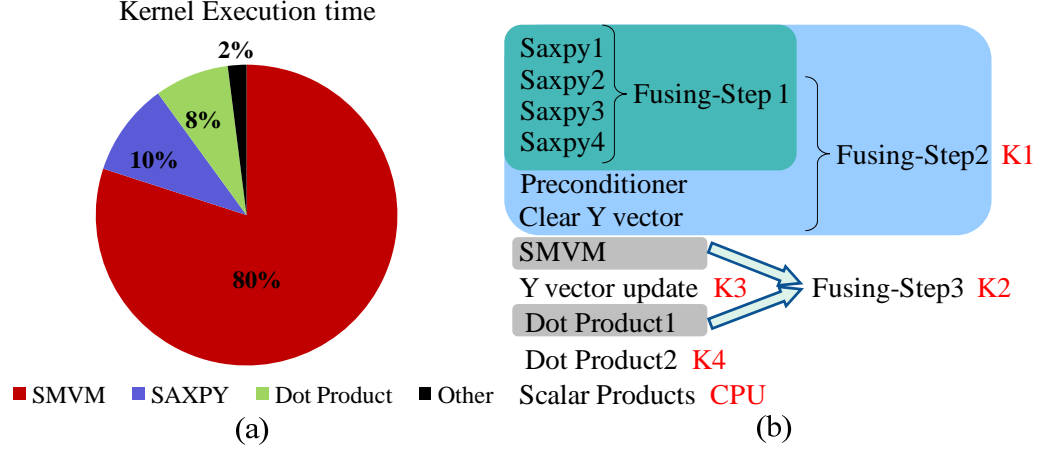 Kernel Execution time
2%
8%
10%
80%
SMVM SAXPY Dot Product Other
(a)
Saxpy1
Saxpy2
Saxpy3
Saxpy4
Fusing-Step 1
Preconditioner
Clear Y vector
Fusing-Step2 K1
SMVM
Y vector update K3
Dot Product1
Fusing-Step3 K2
Dot Product2 K4
Scalar Products CPU
(b)